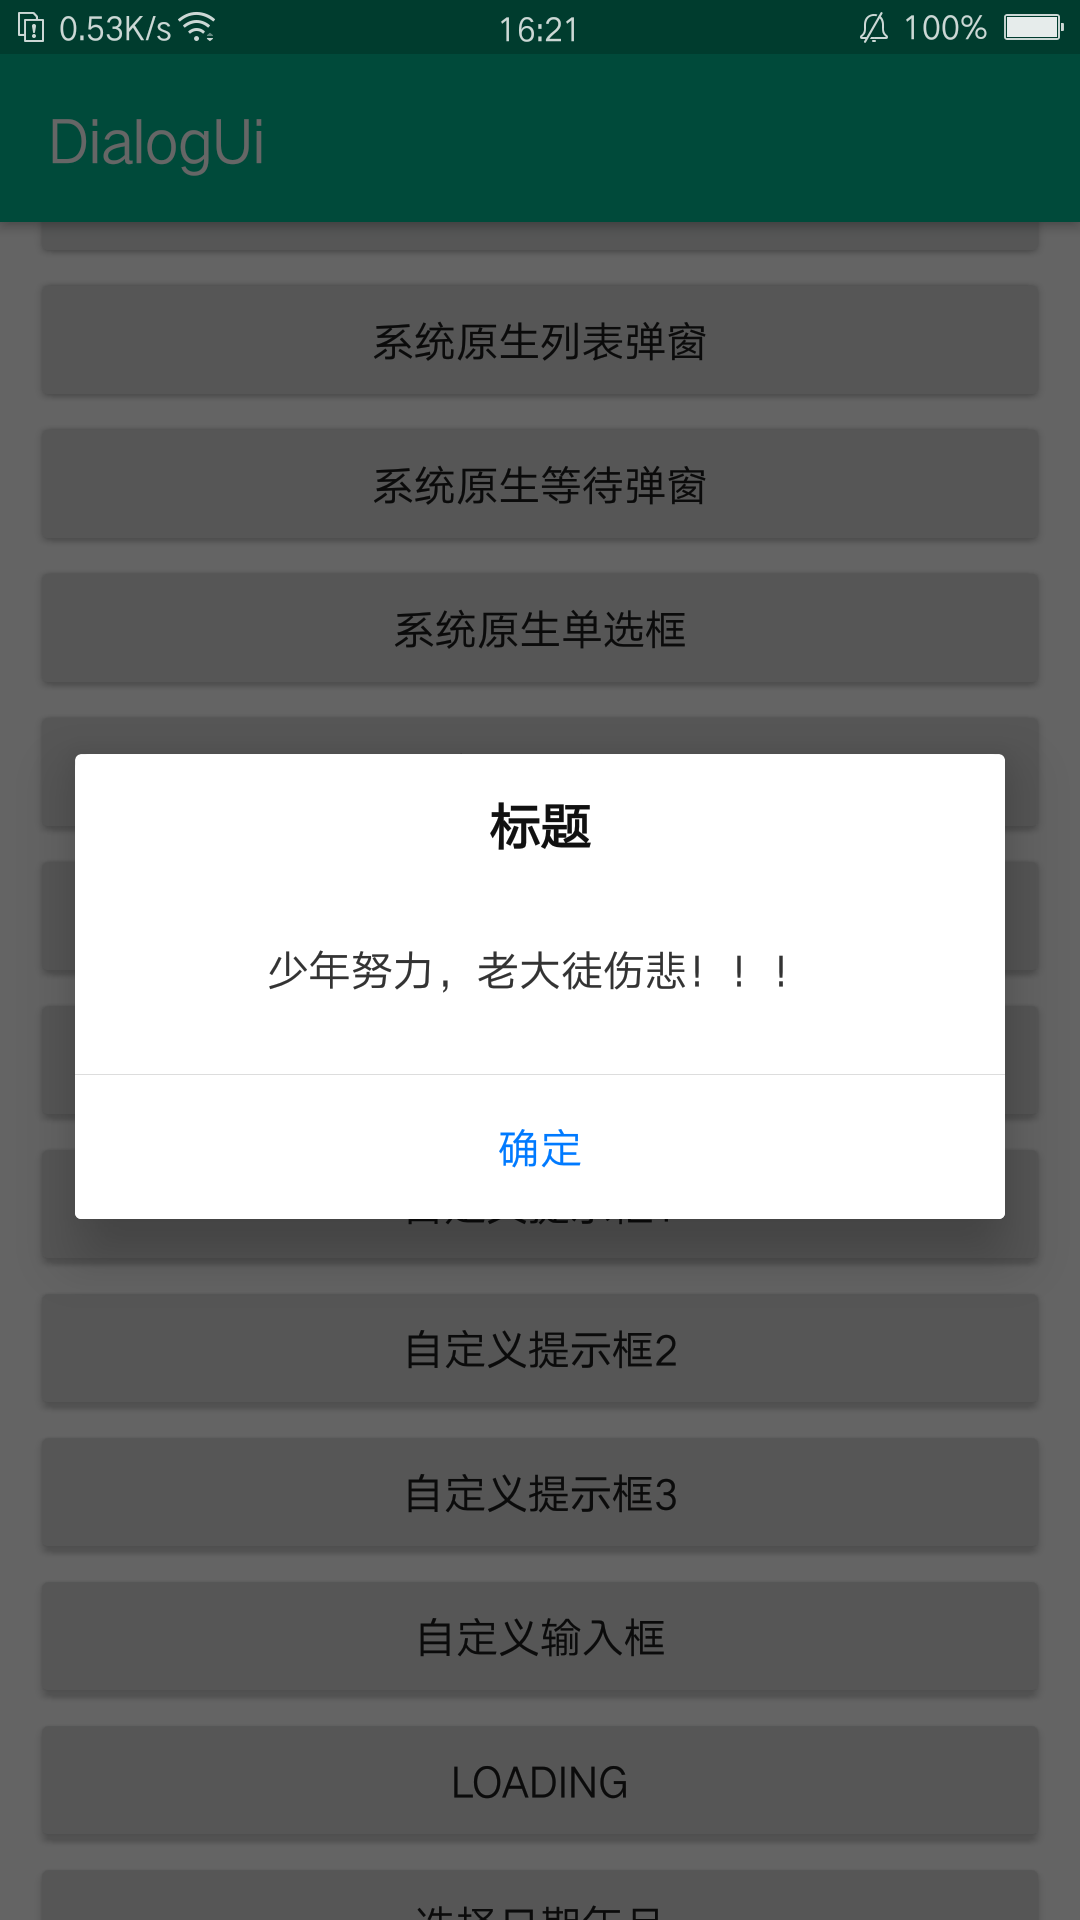 0.53K/s 16:21 100%
DialogUi
系统原生列表弹窗
系统原生等待弹窗
系统原生单选框
标题
少年努力，老大徒伤悲！！！
确定
自定义提示框2
自定义提示框3
自定义输入框
LOADING